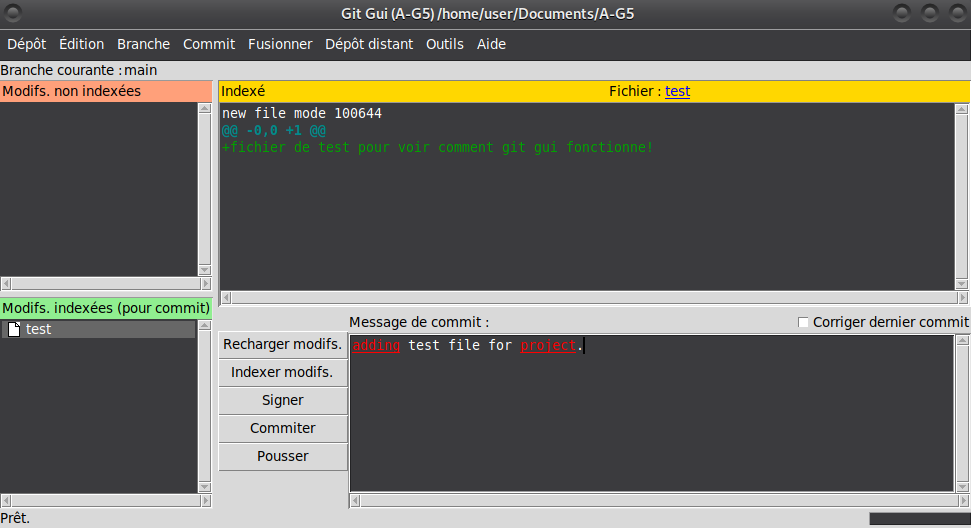 Git Gui (A-G5) /home/user/Documents/A-G5
Dépôt Édition Branche Commit Fusionner Dépôt distant Outils Aide
Branche courante : main
Modifs. non indexées
Indexé Fichier : test
new file mode 100644
@@ -0,0 +1 @@
+fichier de test pour voir comment git gui fonctionne!
Modifs. indexées (pour commit)
test
Message de commit : Corriger dernier commit
Recharger modifs.
Indexer modifs.
Signer
Commiter
Pousser
adding test file for project.
Prêt.